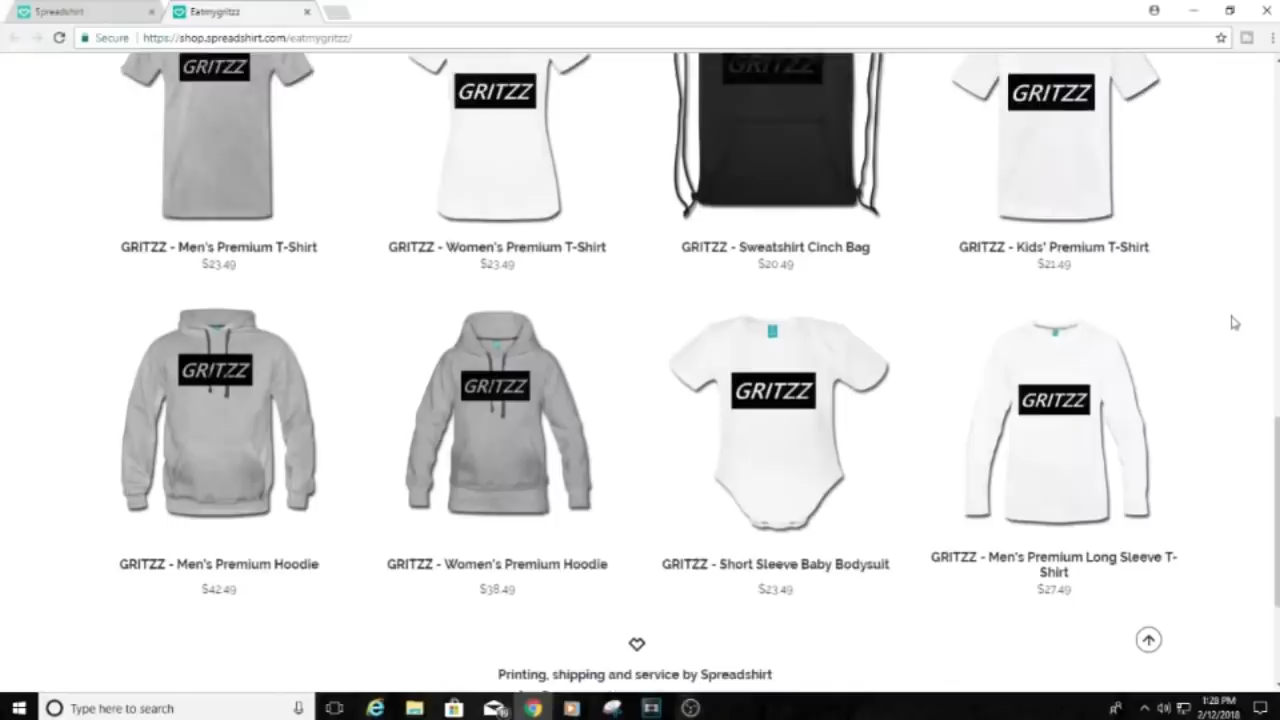 Spreadshirt
Eatmygritzz
Secure
https://shop.spreadshirt.com/eatmygritzz/
GRITZZ
GRITZZ
GRITZZ
GRITZZ
GRITZZ - Men's Premium T-Shirt
$23.49
GRITZZ - Women's Premium T-Shirt
$23.49
GRITZZ - Sweatshirt Cinch Bag
$20.49
GRITZZ - Kids' Premium T-Shirt
$21.49
GRITZZ
GRITZZ
GRITZZ
GRITZZ
GRITZZ - Men's Premium Hoodie
$42.49
GRITZZ - Women's Premium Hoodie
$38.49
GRITZZ - Short Sleeve Baby Bodysuit
$23.49
GRITZZ - Men's Premium Long Sleeve T-
Shirt
$27.49
Printing, shipping and service by Spreadshirt
Type here to search
1:28 PM
2/12/2018